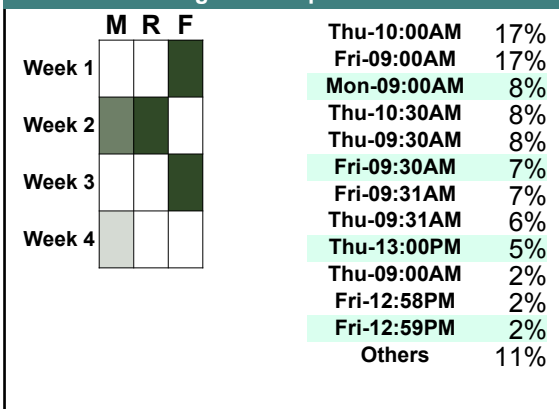 M R F
Week 1
Week 2
Week 3
Week 4
Thu-10:00AM 17%
Fri-09:00AM 17%
Mon-09:00AM 8%
Thu-10:30AM 8%
Thu-09:30AM 8%
Fri-09:30AM 7%
Fri-09:31AM 7%
Thu-09:31AM 6%
Thu-13:00PM 5%
Thu-09:00AM 2%
Fri-12:58PM 2%
Fri-12:59PM 2%
Others 11%